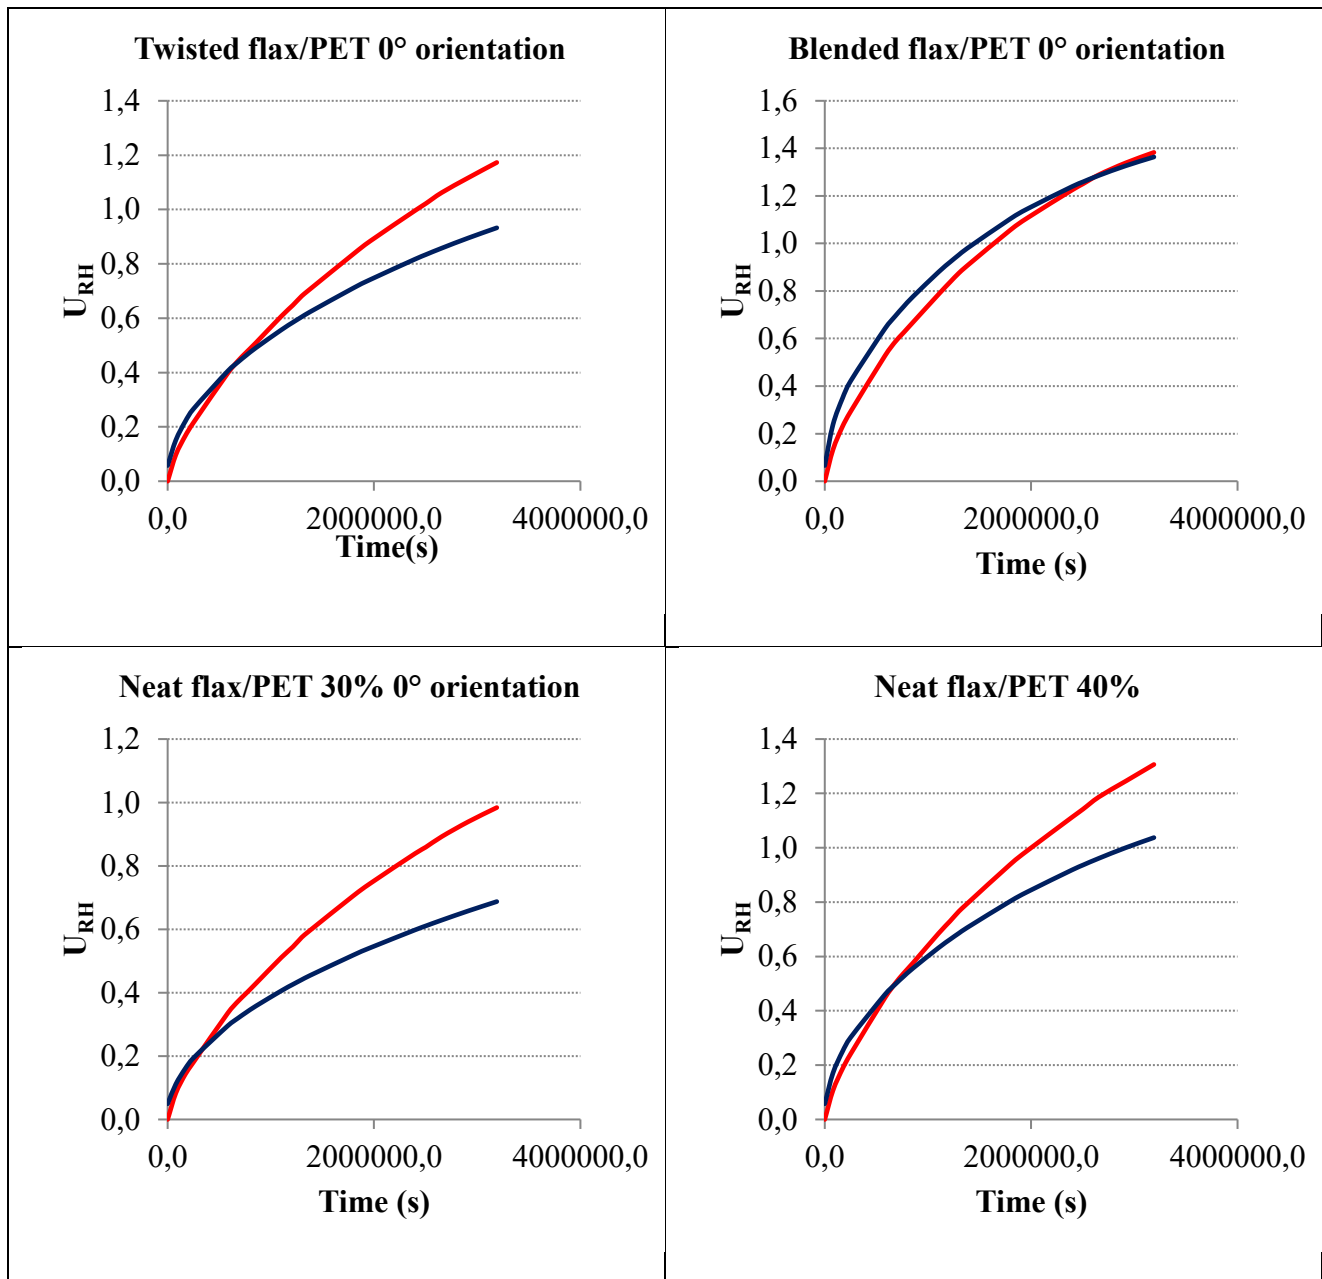 Twisted flax/PET 0° orientation
1,4
1,2
1,0
0,8
0,6
0,4
0,2
0,0
U_RH
0,0 2000000,0 4000000,0
Time(s)
Blended flax/PET 0° orientation
1,6
1,4
1,2
1,0
0,8
0,6
0,4
0,2
0,0
U_RH
0,0 2000000,0 4000000,0
Time (s)
Neat flax/PET 30% 0° orientation
1,2
1,0
0,8
0,6
0,4
0,2
0,0
U_RH
0,0 2000000,0 4000000,0
Time (s)
Neat flax/PET 40%
1,4
1,2
1,0
0,8
0,6
0,4
0,2
0,0
U_RH
0,0 2000000,0 4000000,0
Time (s)